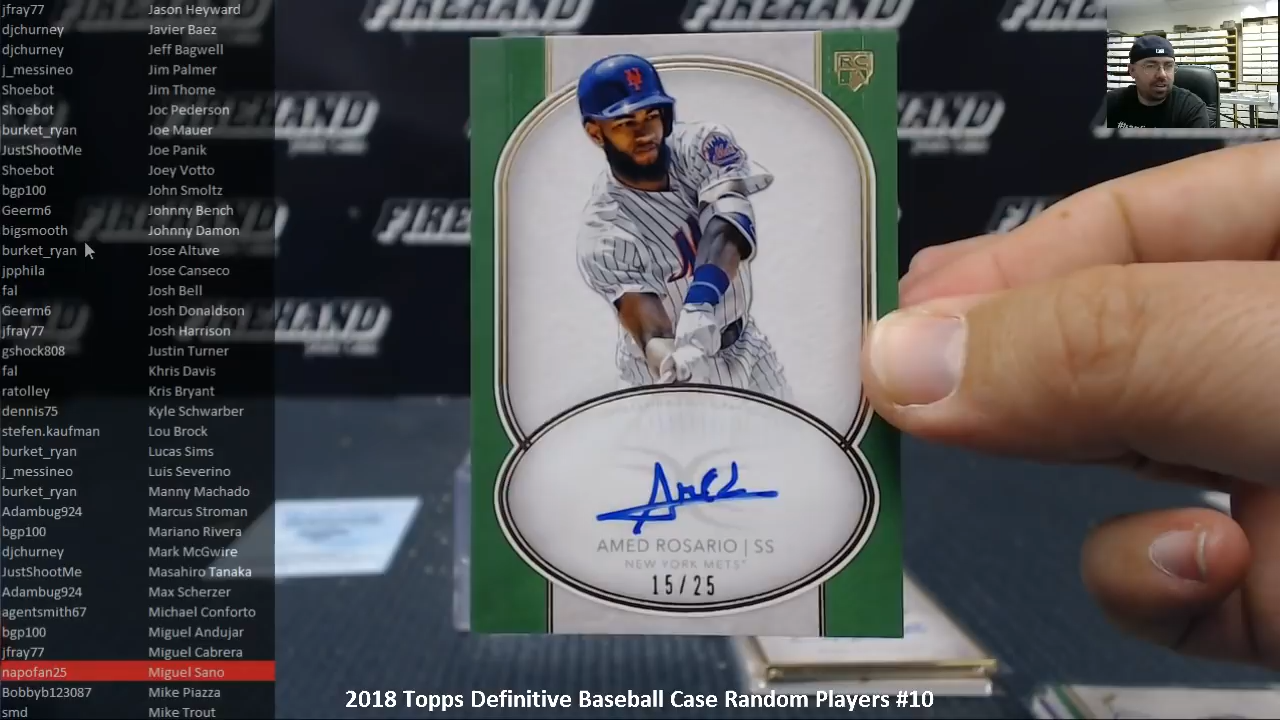 jfray77 Jason Heyward
djchurney Javier Baez
djchurney Jeff Bagwell
j_messineo Jim Palmer
Shoebot Jim Thome
Shoebot Joc Pederson
burket_ryan Joe Mauer
JustShootMe Joe Panik
Shoebot Joey Votto
bgp100 John Smoltz
Geerm6 Johnny Bench
bigsmooth Johnny Damon
burket_ryan Jose Altuve
jpphila Jose Canseco
fal Josh Bell
Geerm6 Josh Donaldson
jfray77 Josh Harrison
gshock808 Justin Turner
fal Khris Davis
ratolley Kris Bryant
dennis75 Kyle Schwarber
stefen.kaufman Lou Brock
burket_ryan Lucas Sims
j_messineo Luis Severino
burket_ryan Manny Machado
Adambug924 Marcus Stroman
bgp100 Mariano Rivera
djchurney Mark McGwire
JustShootMe Masahiro Tanaka
Adambug924 Max Scherzer
agentsmith67 Michael Conforto
bgp100 Miguel Andujar
jfray77 Miguel Cabrera
napofan25 Miguel Sano
Bobbyb123087 Mike Piazza
smd Mike Trout
FIREHAND
FIREHAND
FIREHAND
RC
AMED ROSARIO | SS
NEW YORK METS
15/25
2018 Topps Definitive Baseball Case Random Players #10